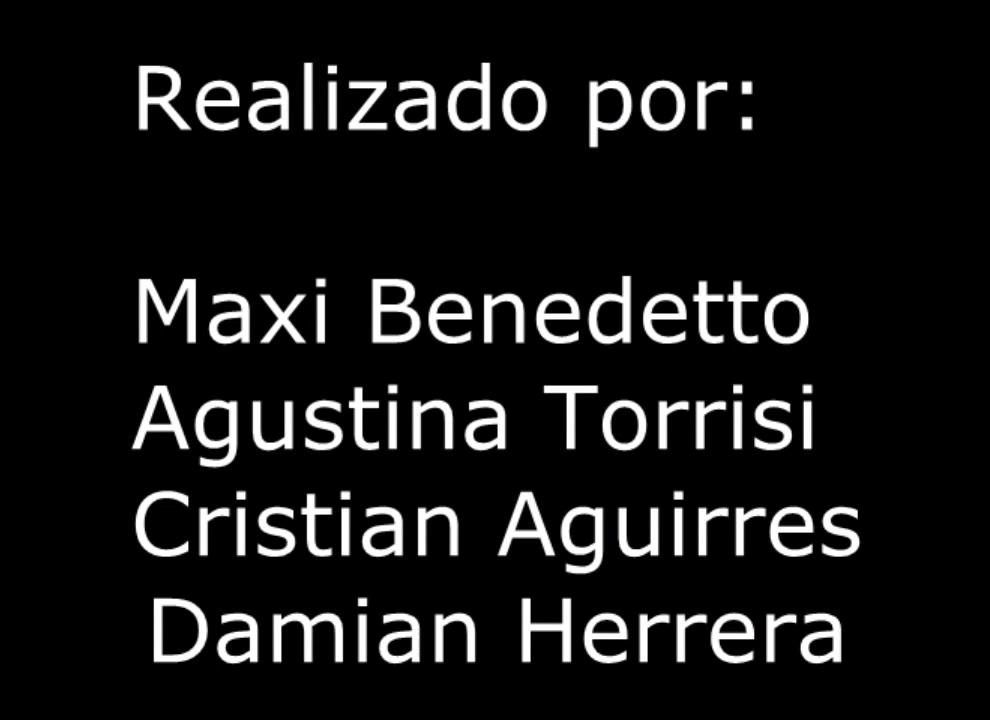 Realizado por:
Maxi Benedetto
Agustina Torrisi
Cristian Aguirres
Damian Herrera